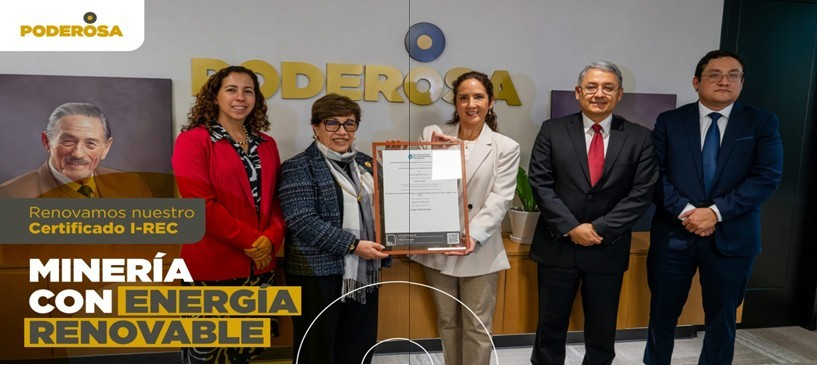 PODEROSA
PODEROSA
Renovamos nuestro
Certificado I-REC
MINERÍA
CON ENERGÍA
RENOVABLE